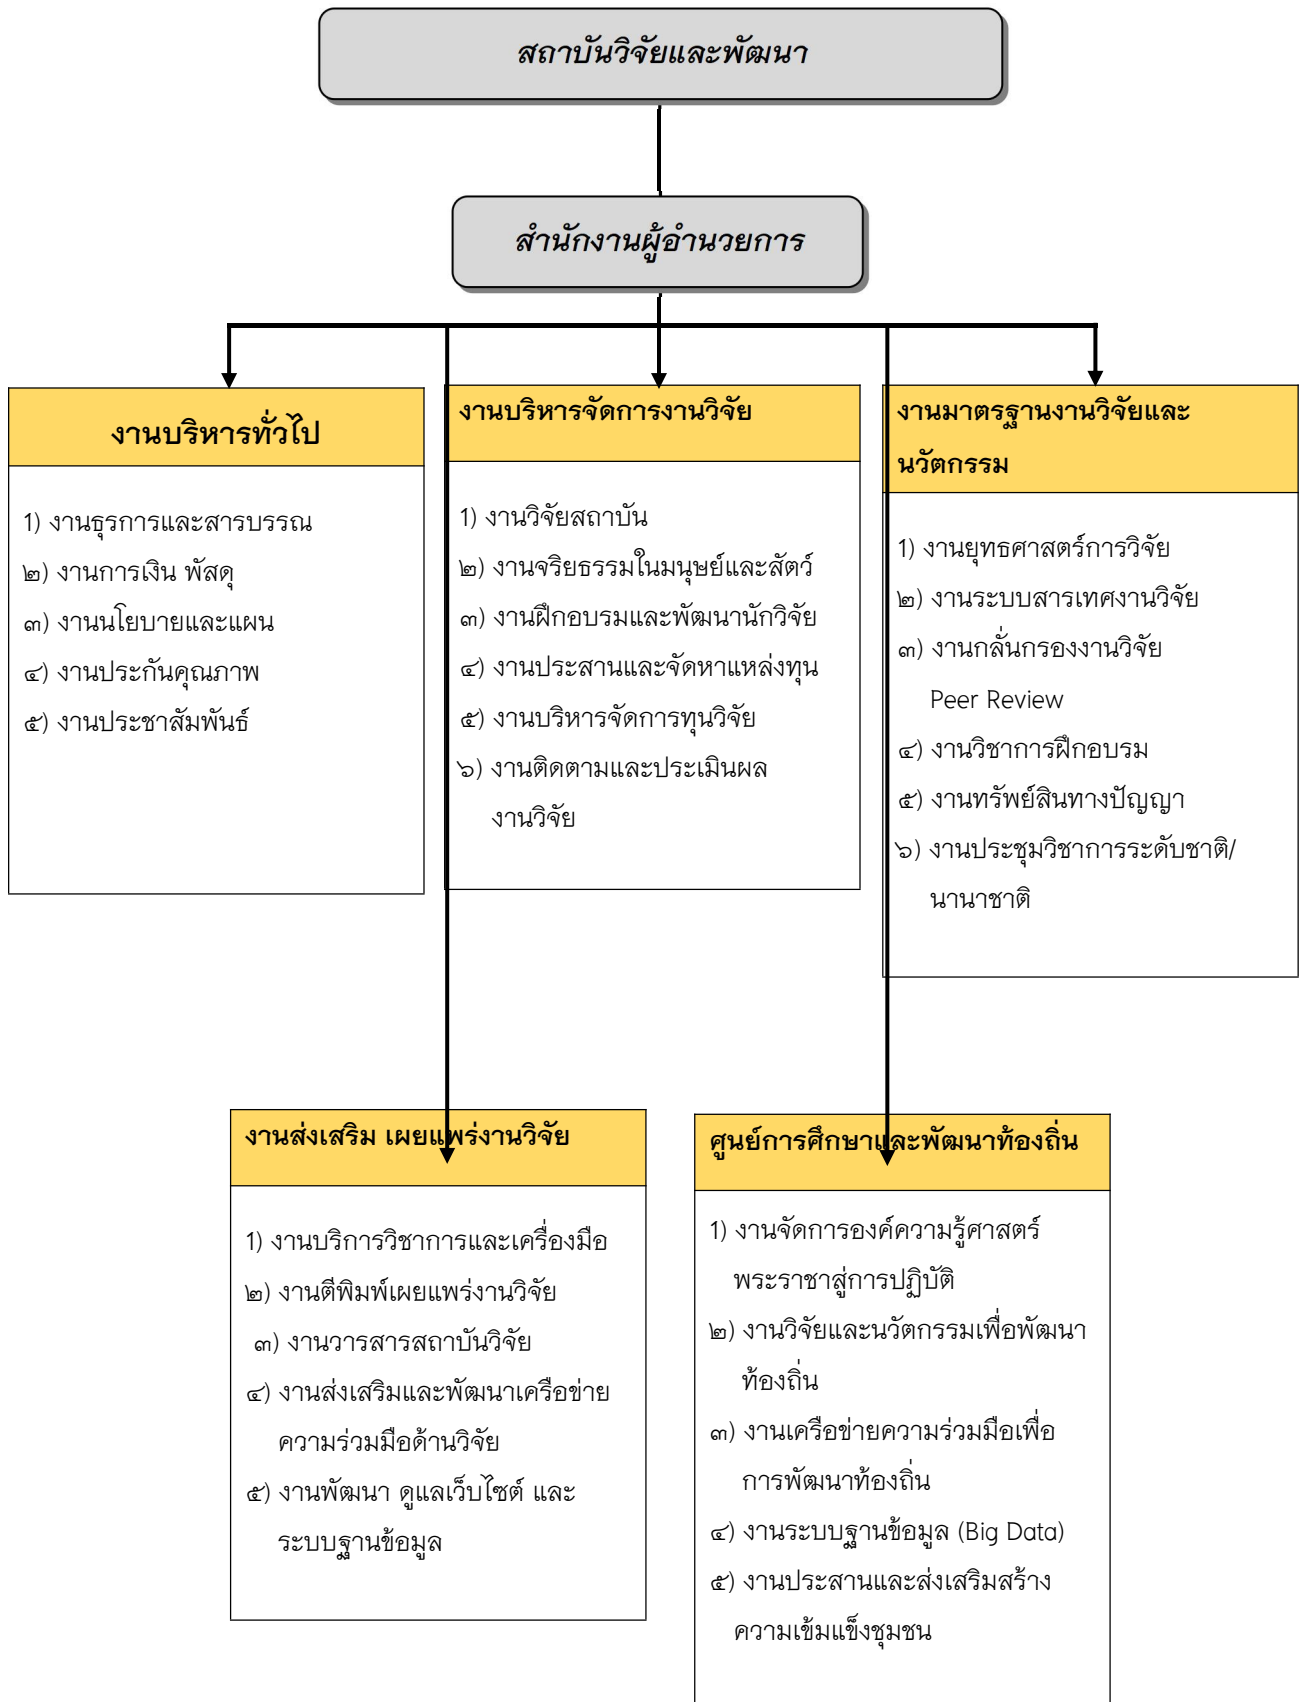 สถาบันวิจัยและพัฒนา
สำนักงานผู้อำนวยการ
งานบริหารทั่วไป
1) งานธุรการและสารบรรณ
๒) งานการเงิน พัสดุ
๓) งานนโยบายและแผน
๔) งานประกันคุณภาพ
๕) งานประชาสัมพันธ์
งานบริหารจัดการงานวิจัย
1) งานวิจัยสถาบัน
๒) งานจริยธรรมในมนุษย์และสัตว์
๓) งานฝึกอบรมและพัฒนานักวิจัย
๔) งานประสานและจัดหาแหล่งทุน
๕) งานบริหารจัดการทุนวิจัย
๖) งานติดตามและประเมินผล
งานวิจัย
งานมาตรฐานงานวิจัยและ
นวัตกรรม
1) งานยุทธศาสตร์การวิจัย
๒) งานระบบสารเทศงานวิจัย
๓) งานกลั่นกรองงานวิจัย
Peer Review
๔) งานวิชาการฝึกอบรม
๕) งานทรัพย์สินทางปัญญา
๖) งานประชุมวิชาการระดับชาติ/
นานาชาติ
งานส่งเสริม เผยแพร่งานวิจัย
1) งานบริการวิชาการและเครื่องมือ
๒) งานตีพิมพ์เผยแพร่งานวิจัย
๓) งานวารสารสถาบันวิจัย
๔) งานส่งเสริมและพัฒนาเครือข่าย
ความร่วมมือด้านวิจัย
๕) งานพัฒนา ดูแลเว็บไซต์ และ
ระบบฐานข้อมูล
ศูนย์การศึกษาและพัฒนาท้องถิ่น
1) งานจัดการองค์ความรู้ศาสตร์
พระราชาสู่การปฏิบัติ
๒) งานวิจัยและนวัตกรรมเพื่อพัฒนา
ท้องถิ่น
๓) งานเครือข่ายความร่วมมือเพื่อ
การพัฒนาท้องถิ่น
๔) งานระบบฐานข้อมูล (Big Data)
๕) งานประสานและส่งเสริมสร้าง
ความเข้มแข็งชุมชน